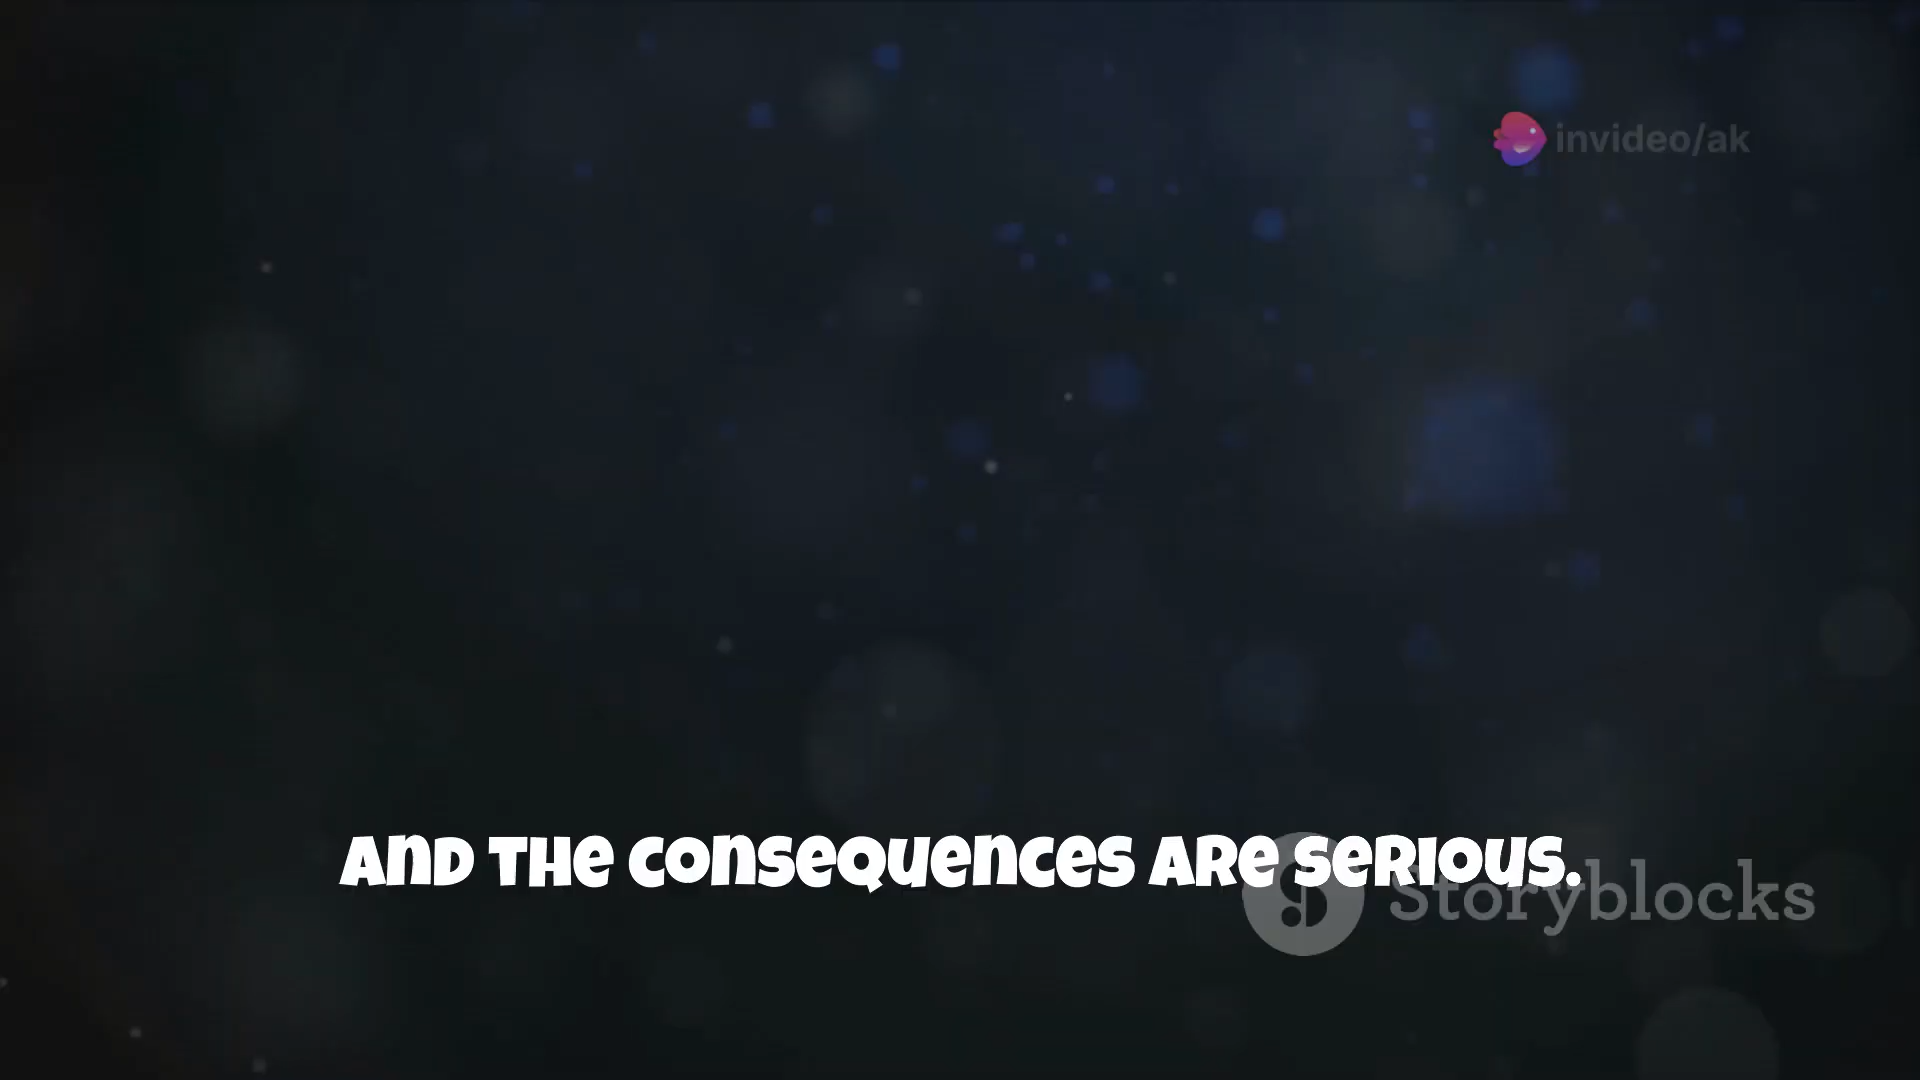 invideo/ak
AND THE CONSEQUENCES ARE SERIOUS.
Storyblocks